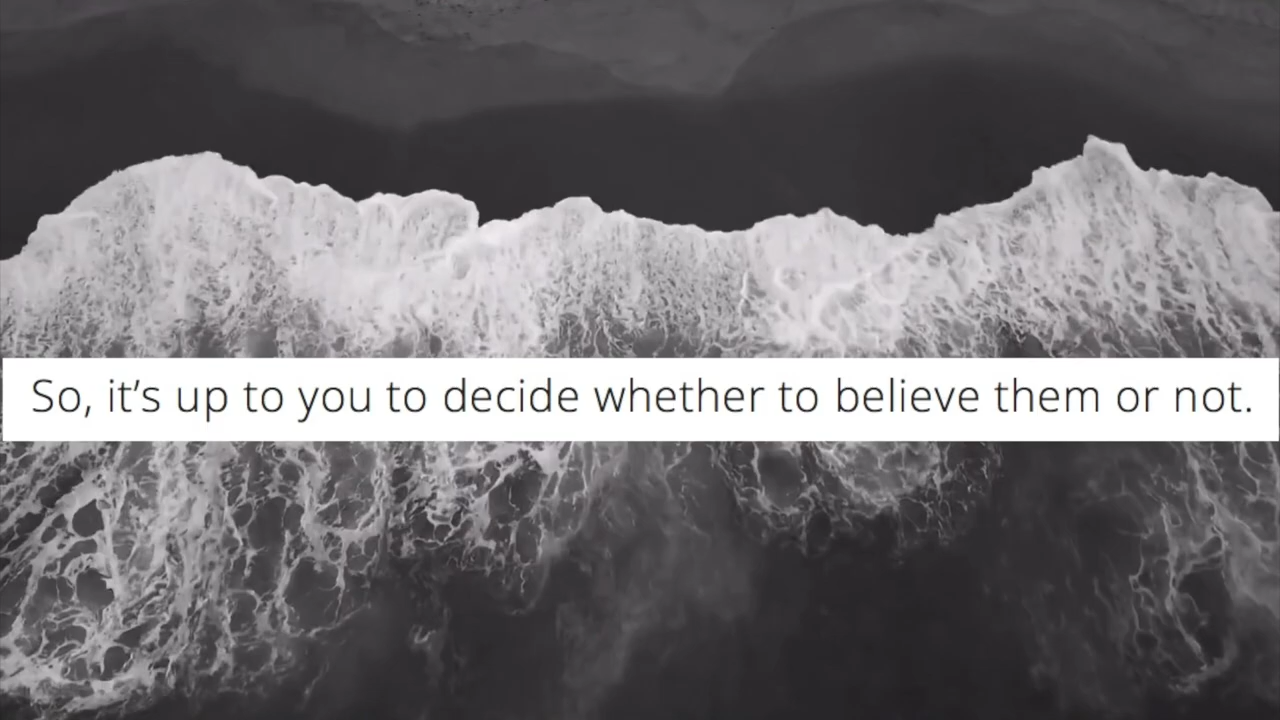 So, it’s up to you to decide whether to believe them or not.